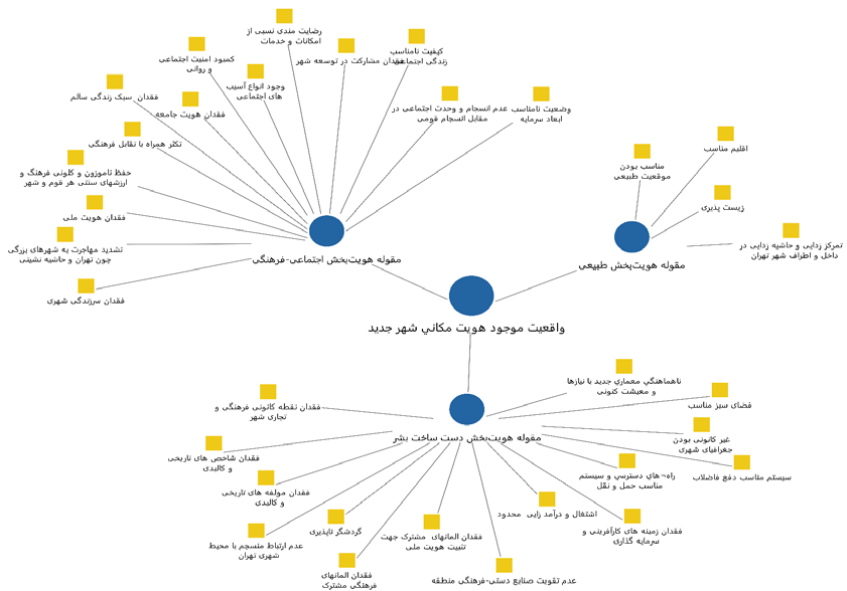 رضایت مندی نسبی از
امکانات و خدمات
کیفیت نامناسب
زندگی اجتماعی
فقدان مشارکت در توسعه شهر
کمبود امنیت اجتماعی
و روانی
وجود انواع آسیب
های اجتماعی
فقدان سبک زندگی سالم
فقدان هویت جامعه
عدم انسجام و وحدت اجتماعی در
مقابل انسجام قومی
وضعیت نامناسب
ابعاد سرمایه
تکثر همراه با تقابل فرهنگی
حفظ ناموزون و کلونی فرهنگ و
ارزشهای سنتی هر قوم و شهر
فقدان هویت ملی
تشدید مهاجرت به شهرهای بزرگی
چون تهران و حاشیه نشینی
فقدان سرزندگی شهری
مقوله هویت‌بخش اجتماعی-فرهنگی
اقلیم مناسب
مناسب بودن
موقعیت طبیعی
زیست پذیری
تمرکز زدایی و حاشیه زدایی در
داخل و اطراف شهر تهران
مقوله هویت‌بخش طبیعی
واقعیت موجود هویت مکاني شهر جدید
ناهماهنگي معماري جدید با نیازها
و معیشت کنونی
فضای سبز مناسب
فقدان نقطه کانونی فرهنگی و
تجاری شهر
غیر کانونی بودن
جغرافیای شهری
مقوله هویت‌بخش دست ساخت بشر
فقدان شاخص های تاریخی
و کالبدی
سیستم مناسب دفع فاضلاب
راه¬های دسترسي و سیستم
مناسب حمل و نقل
فقدان مولفه های تاریخی
و کالبدی
اشتغال و درآمد زایی محدود
گردشگر ناپذیری
فقدان المانهای مشترک جهت
تثبیت هویت ملی
فقدان زمینه های کارآفرینی و
سرمایه گذاری
عدم ارتباط منسجم با محیط
شهری تهران
فقدان المانهای
فرهنگی مشترک
عدم تقویت صنایع دستی-فرهنگی منطقه